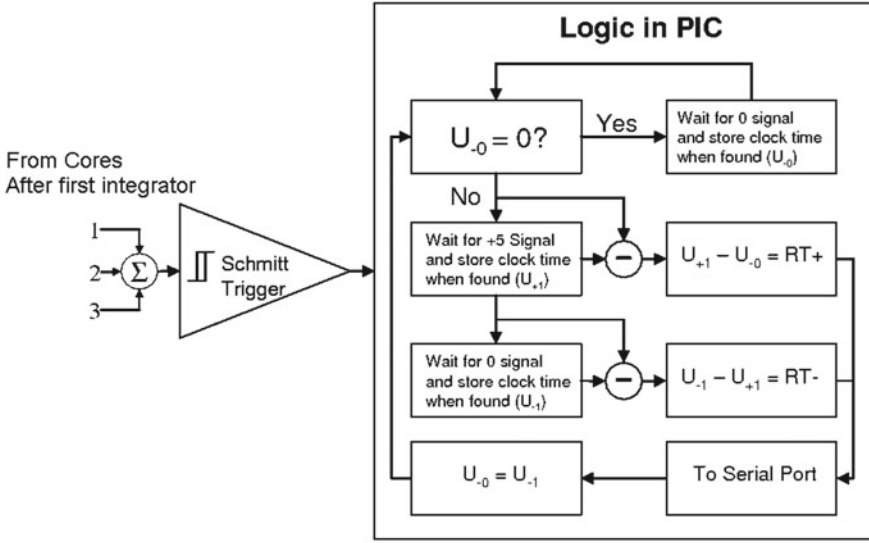 Logic in PIC
U-0 = 0?
Yes
Wait for 0 signal
and store clock time
when found (U-0)
From Cores
After first integrator
1
2
3
Σ
Schmitt
Trigger
No
Wait for +5 Signal
and store clock time
when found (U+1)
−
U+1 – U-0 = RT+
Wait for 0 signal
and store clock time
when found (U-1)
−
U-1 – U+1 = RT-
U-0 = U-1
To Serial Port